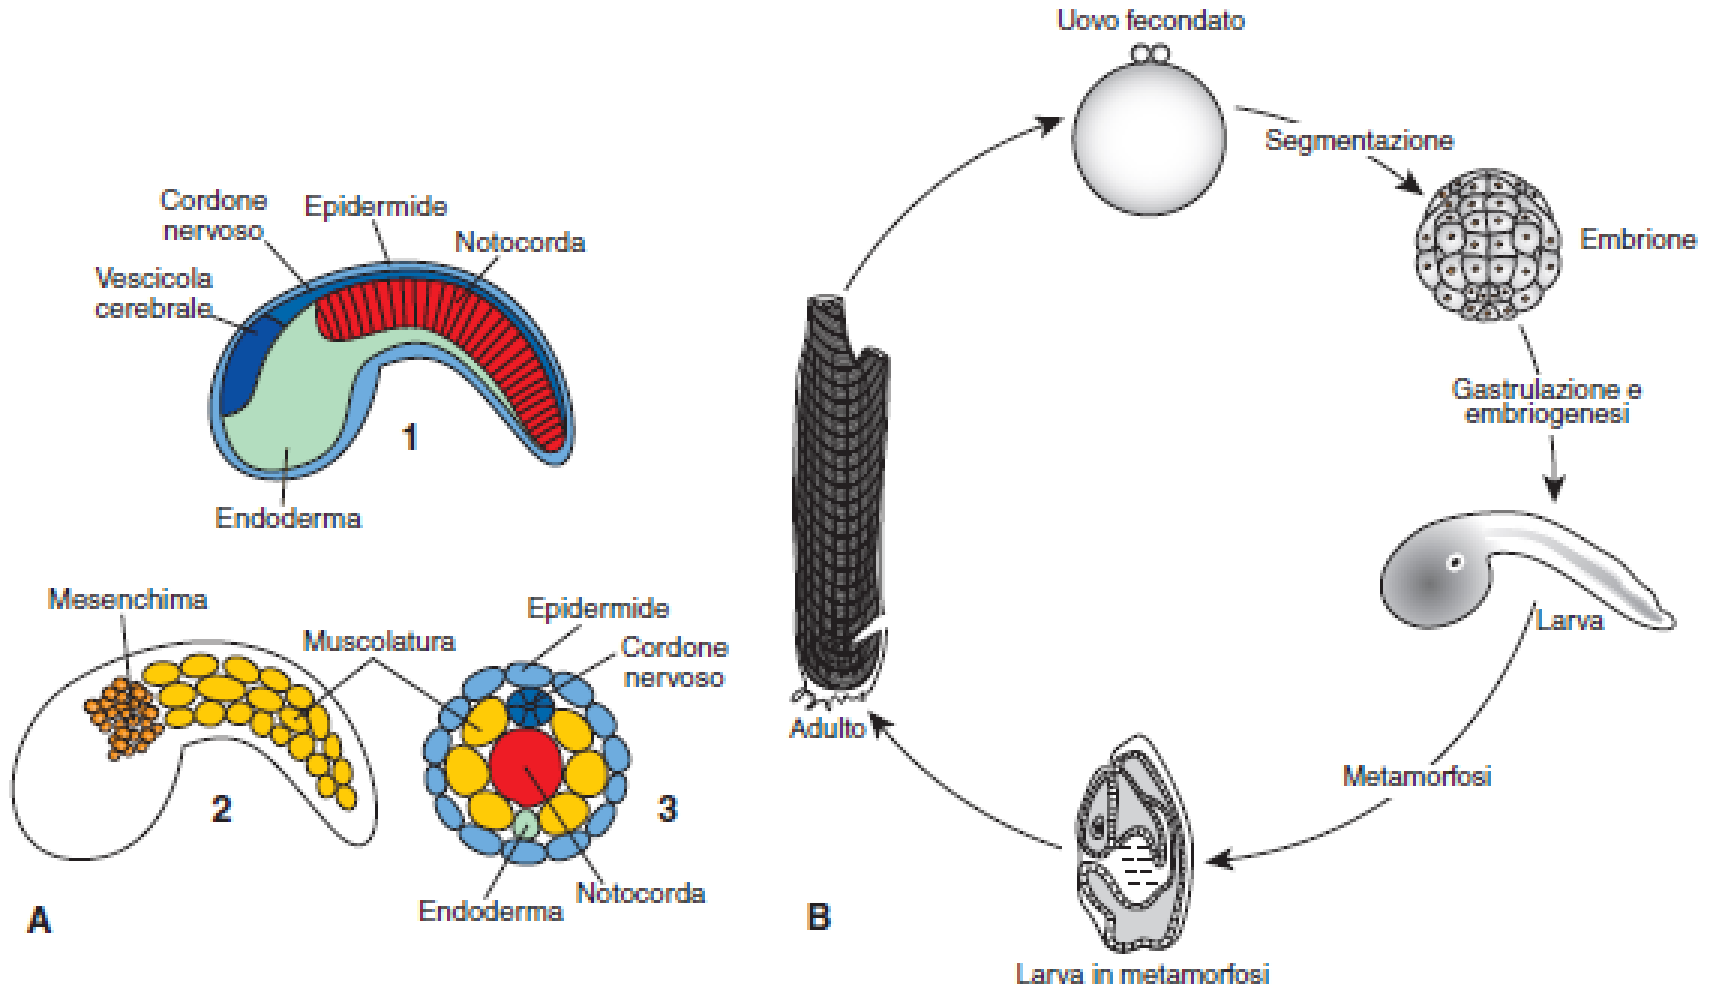 Cordone
nervoso
Epidermide
Notocorda
Vescicola
cerebrale
1
Endoderma
Mesenchima
Muscolatura
2
Epidermide
Cordone
nervoso
3
Notocorda
Endoderma
A
Uovo fecondato
Segmentazione
Embrione
Gastrulazione e
embriogenesi
Larva
Metamorfosi
Larva in metamorfosi
Adulto
B